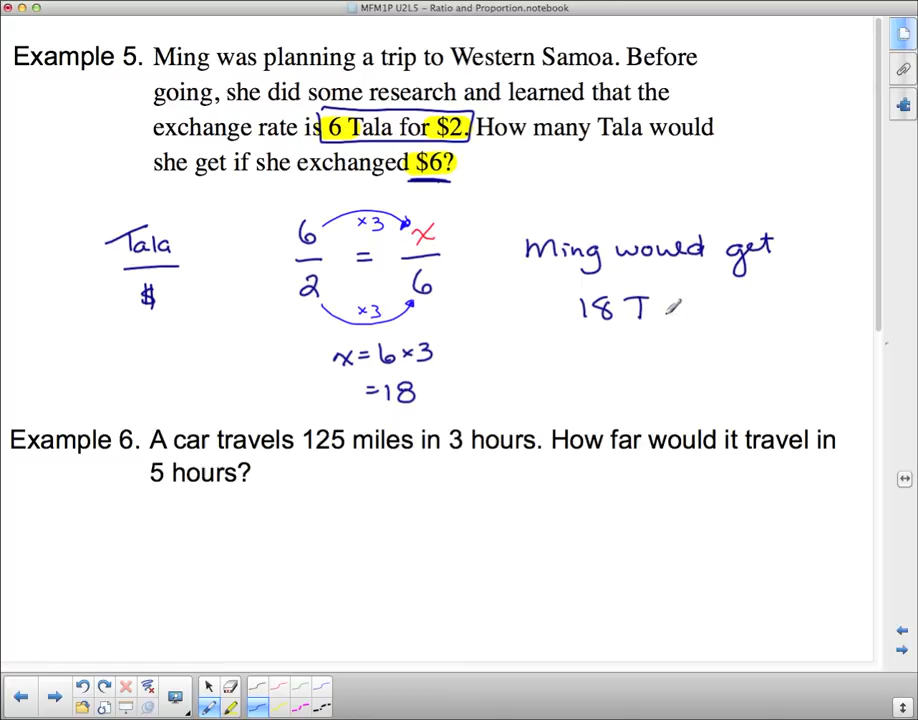 MFM1P U2L5 - Ratio and Proportion.notebook
Example 5. Ming was planning a trip to Western Samoa. Before
going, she did some research and learned that the
exchange rate is 6 Tala for $2. How many Tala would
she get if she exchanged $6?
Tala
$
6
2
×3
×3
=
x
6
x = 6 × 3
= 18
Ming would get
18 T
Example 6. A car travels 125 miles in 3 hours. How far would it travel in
5 hours?